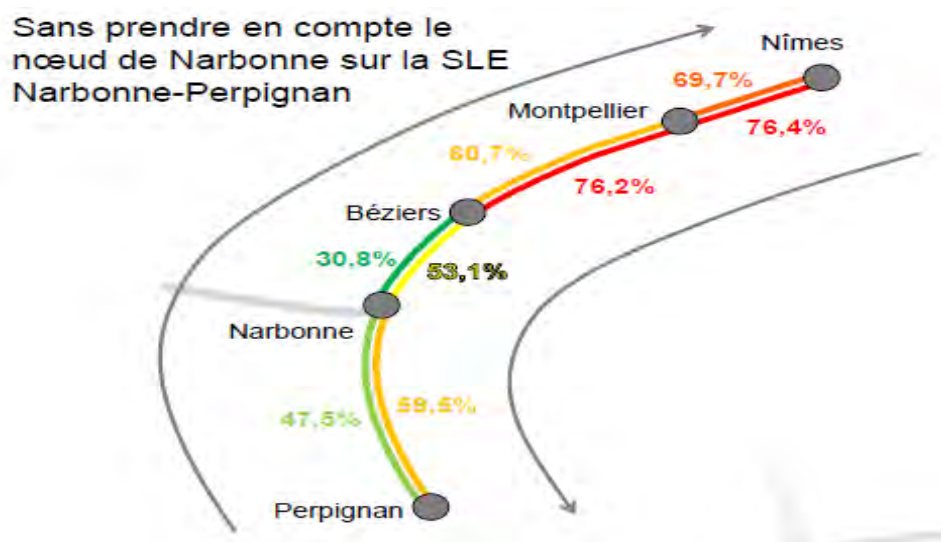 Sans prendre en compte le
nœud de Narbonne sur la SLE
Narbonne-Perpignan
Nîmes
69,7%
Montpellier
76,4%
60,7%
76,2%
Béziers
30,8%
53,1%
Narbonne
59,5%
47,5%
Perpignan